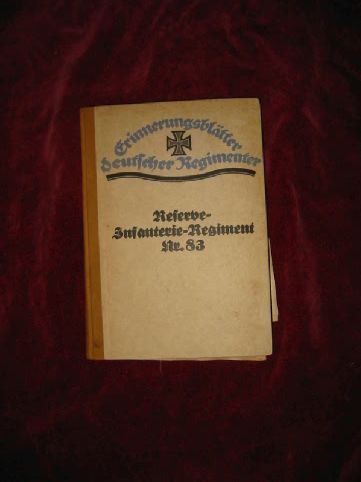 Erinnerungsblätter
deutscher Regimenter
Reserve-
Infanterie-Regiment
Nr. 83